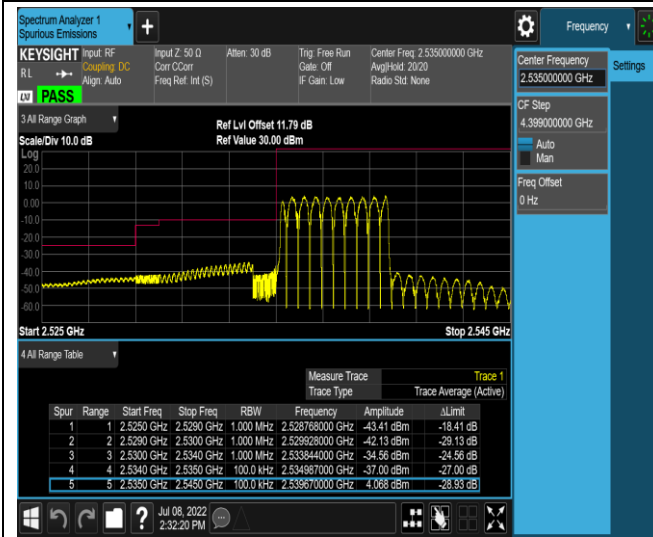 Spectrum Analyzer 1
Spurious Emissions
+
Frequency
KEYSIGHT
RL
Input: RF
Coupling: DC
Align: Auto
Input Z: 50 Ω
Corr CCorr
Freq Ref: Int (S)
Atten: 30 dB
Trig: Free Run
Gate: Off
IF Gain: Low
Center Freq: 2.535000000 GHz
Avg|Hold: 20/20
Radio Std: None
LXI
PASS
3 All Range Graph
Scale/Div 10.0 dB
Ref Lvl Offset 11.79 dB
Ref Value 30.00 dBm
Log
20.0
10.0
0.00
-10.0
-20.0
-30.0
-40.0
-50.0
-60.0
Start 2.525 GHz
Stop 2.545 GHz
4 All Range Table
Measure Trace Trace 1
Trace Type Trace Average (Active)
Spur Range Start Freq Stop Freq RBW Frequency Amplitude ΔLimit
1 1 2.5250 GHz 2.5290 GHz 1.000 MHz 2.528768000 GHz -43.41 dBm -18.41 dB
2 2 2.5290 GHz 2.5300 GHz 1.000 MHz 2.529928000 GHz -42.13 dBm -29.13 dB
3 3 2.5300 GHz 2.5340 GHz 1.000 MHz 2.533844000 GHz -34.56 dBm -24.56 dB
4 4 2.5340 GHz 2.5350 GHz 100.0 kHz 2.534987000 GHz -37.00 dBm -27.00 dB
5 5 2.5350 GHz 2.5450 GHz 100.0 kHz 2.539670000 GHz 4.068 dBm -28.93 dB
Jul 08, 2022
2:32:20 PM
?
Center Frequency
2.535000000 GHz
Settings
CF Step
4.399000000 GHz
Auto
Man
Freq Offset
0 Hz